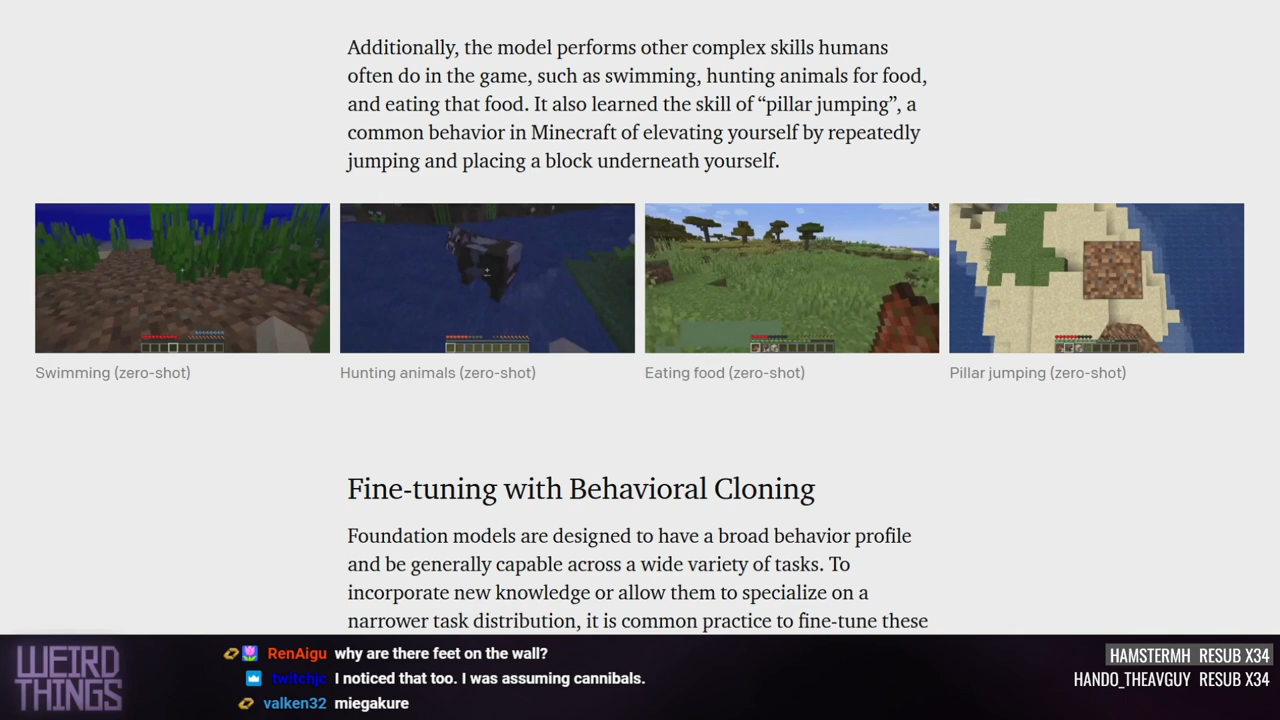 Additionally, the model performs other complex skills humans
often do in the game, such as swimming, hunting animals for food,
and eating that food. It also learned the skill of “pillar jumping”, a
common behavior in Minecraft of elevating yourself by repeatedly
jumping and placing a block underneath yourself.
Swimming (zero-shot)
Hunting animals (zero-shot)
Eating food (zero-shot)
Pillar jumping (zero-shot)
Fine-tuning with Behavioral Cloning
Foundation models are designed to have a broad behavior profile
and be generally capable across a wide variety of tasks. To
incorporate new knowledge or allow them to specialize on a
narrower task distribution, it is common practice to fine-tune these
WEIRD
THINGS
RenAigu why are there feet on the wall?
twitchjc I noticed that too. I was assuming cannibals.
valken32 miegakure
HAMSTERMH RESUB X34
HANDO_THEAVGUY RESUB X34